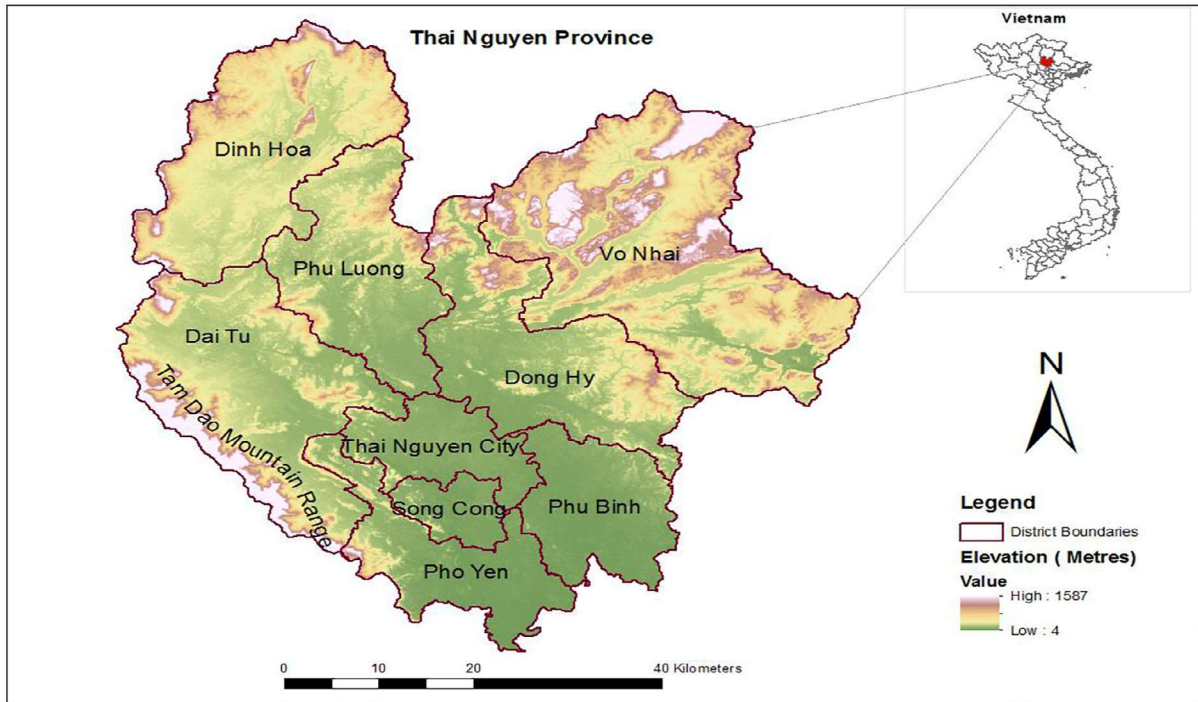 Thai Nguyen Province
Vietnam
Dinh Hoa
Vo Nhai
Phu Luong
Dai Tu
Dong Hy
Tam Dao Mountain Range
Thai Nguyen City
Song Cong
Phu Binh
Pho Yen
N
Legend
District Boundaries
Elevation ( Metres)
Value
High : 1587
Low : 4
0 10 20 40 Kilometers